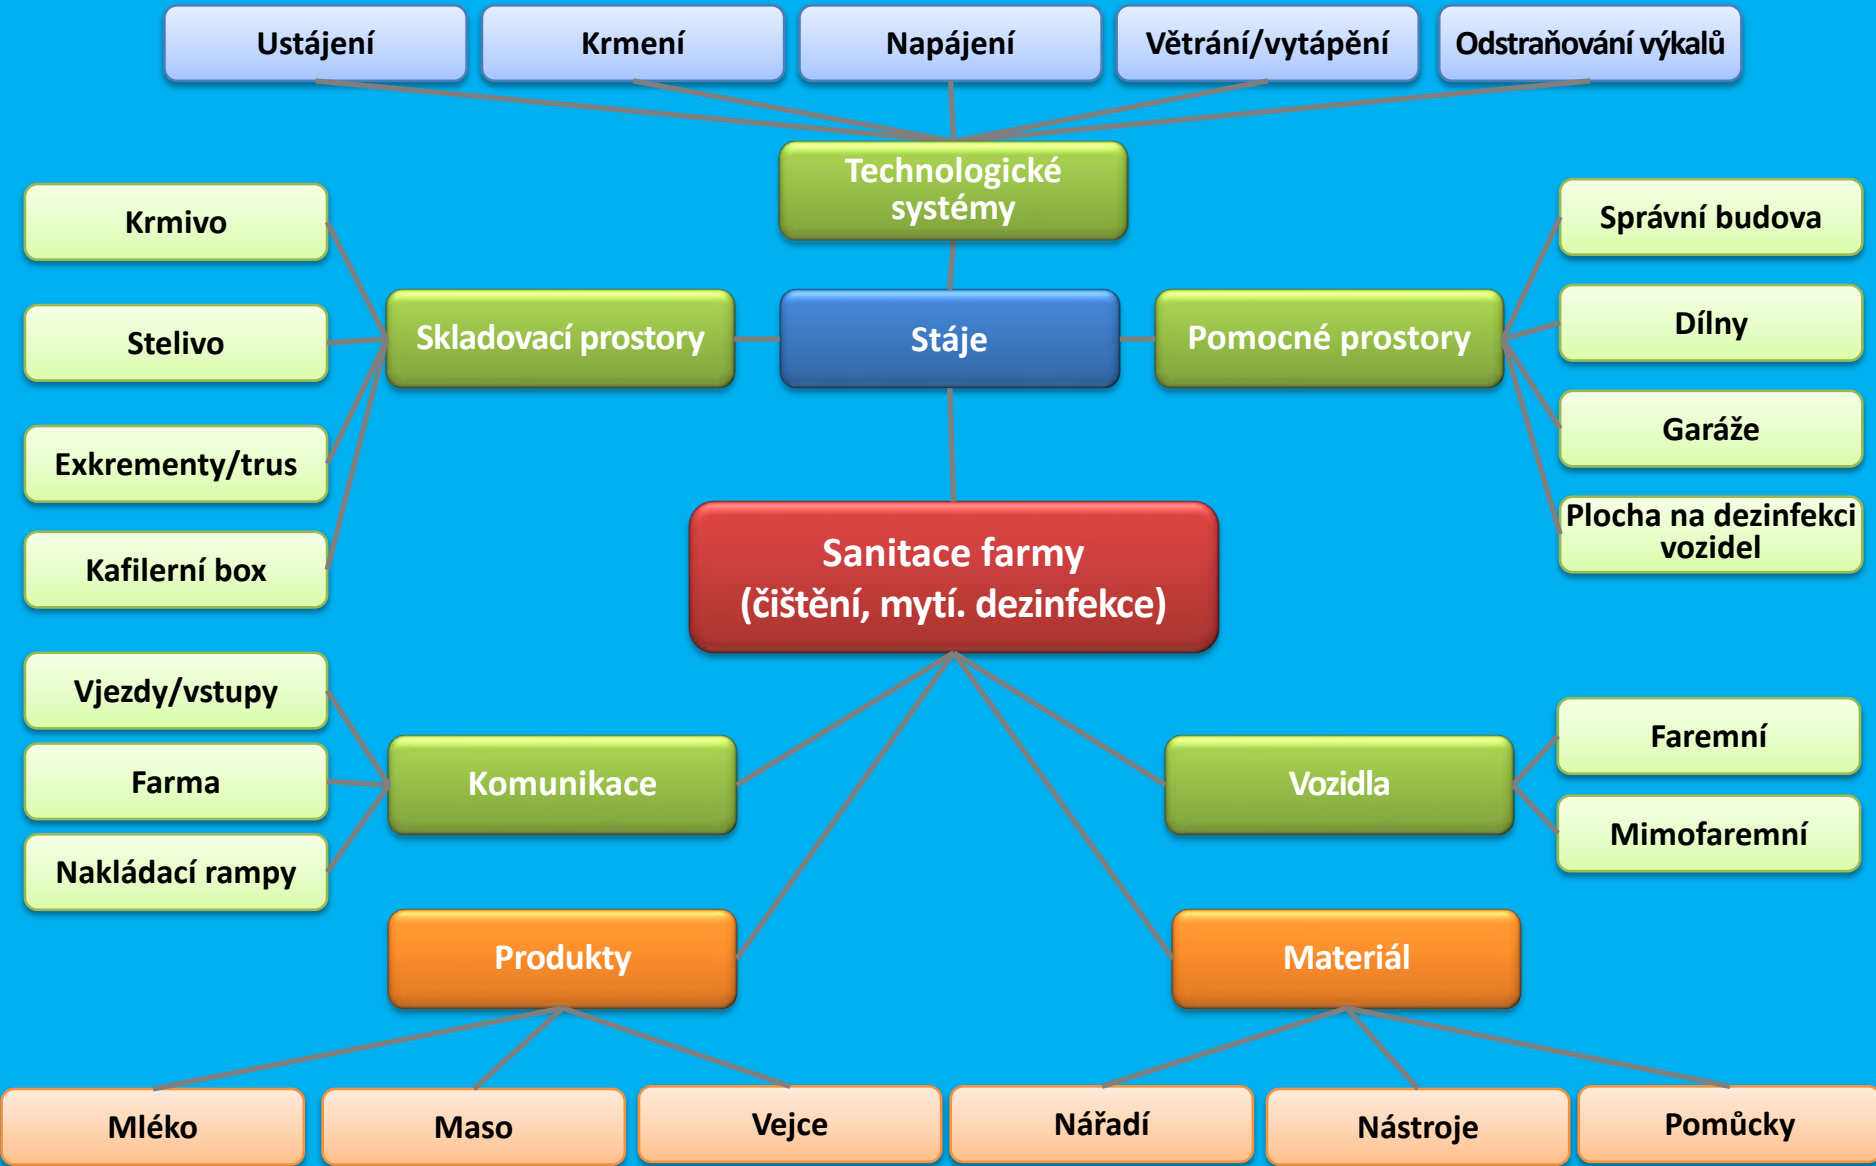 Ustájení
Krmení
Napájení
Větrání/vytápění
Odstraňování výkalů
Technologické
systémy
Krmivo
Stelivo
Exkrementy/trus
Kafilerní box
Skladovací prostory
Stáje
Pomocné prostory
Správní budova
Dílny
Garáže
Plocha na dezinfekci
vozidel
Sanitace farmy
(čištění, mytí. dezinfekce)
Vjezdy/vstupy
Farma
Nakládací rampy
Komunikace
Vozidla
Faremní
Mimofaremní
Produkty
Materiál
Mléko
Maso
Vejce
Nářadí
Nástroje
Pomůcky